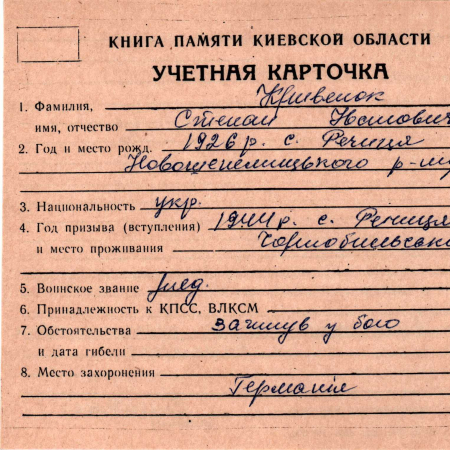 КНИГА ПАМЯТИ КИЕВСКОЙ ОБЛАСТИ
УЧЕТНАЯ КАРТОЧКА
1. Фамилия, Кривенок
имя, отчество Степан
2. Год и место рожд. 1926 р. с. Речиця
Новошепелицького р-ну
3. Национальность укр.
4. Год призыва (вступления) 1944 р. с. Речиця
и место проживания
5. Воинское звание
6. Принадлежность к КПСС, ВЛКСМ
7. Обстоятельства загинув у бою
и дата гибели
8. Место захоронения
Германія